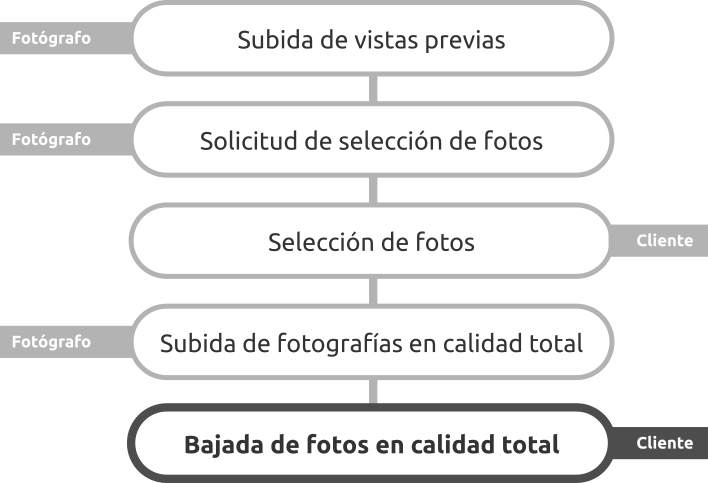 Fotógrafo
Subida de vistas previas
Fotógrafo
Solicitud de selección de fotos
Selección de fotos
Cliente
Fotógrafo
Subida de fotografías en calidad total
Bajada de fotos en calidad total
Cliente